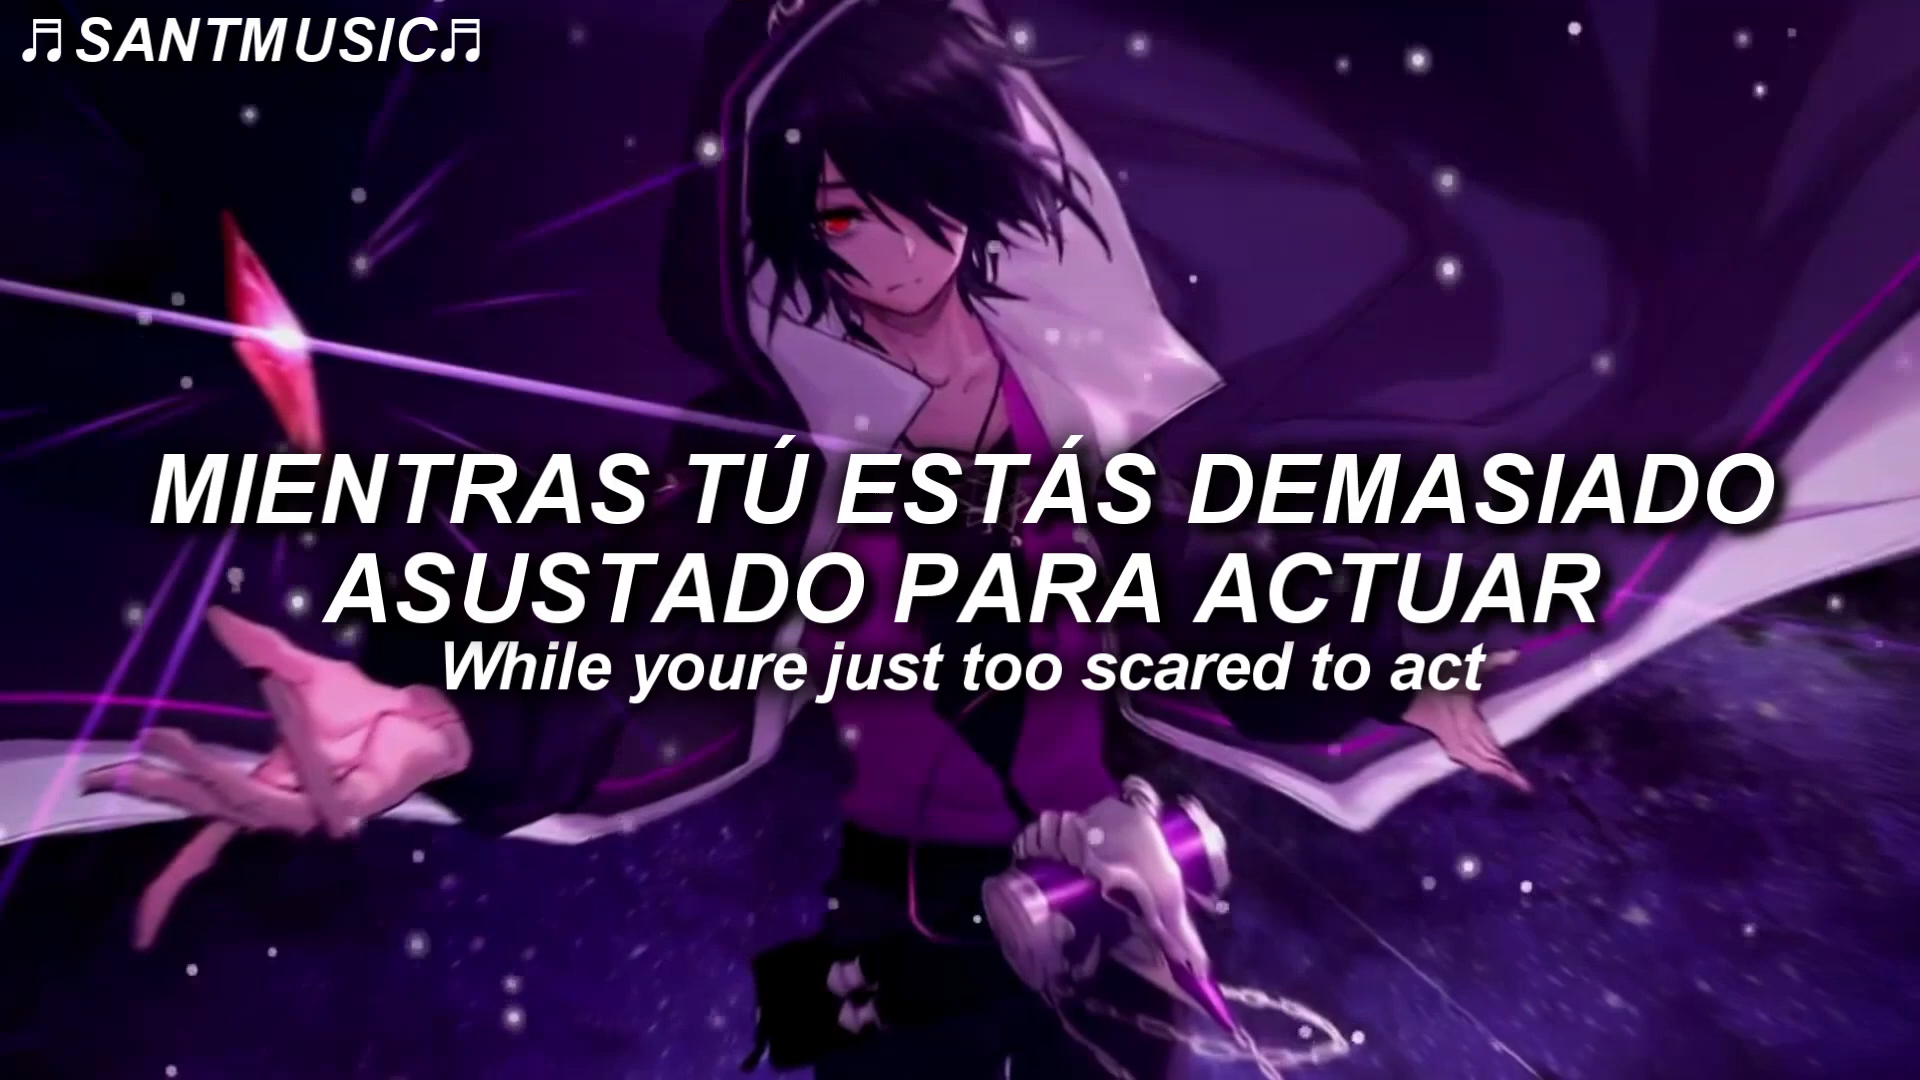 ♬SANTMUSIC♬
MIENTRAS TÚ ESTÁS DEMASIADO
ASUSTADO PARA ACTUAR
While youre just too scared to act